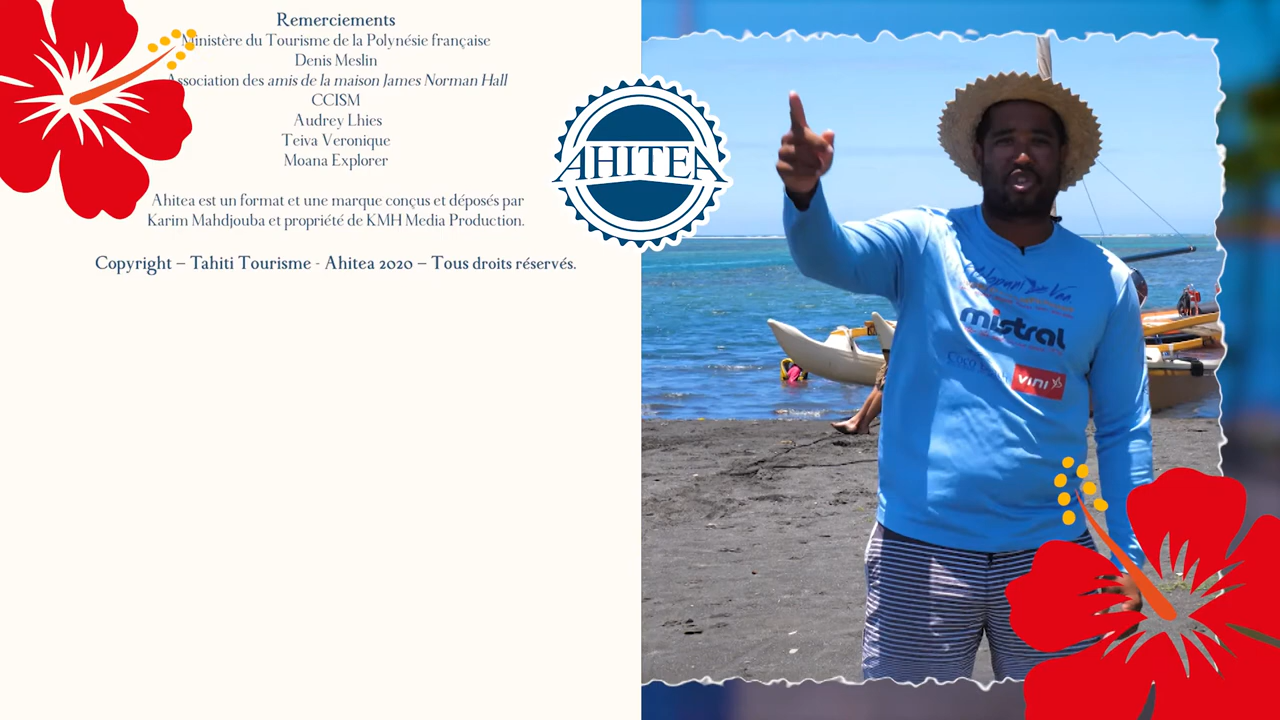 Remerciements
Ministère du Tourisme de la Polynésie française
Denis Meslin
Association des amis de la maison James Norman Hall
CCISM
Audrey Lhies
Teiva Veronique
Moana Explorer
Ahitea est un format et une marque conçus et déposés par
Karim Mahdjouba et propriété de KMH Media Production.
Copyright – Tahiti Tourisme - Ahitea 2020 – Tous droits réservés.
AHITEA
mistral
vini